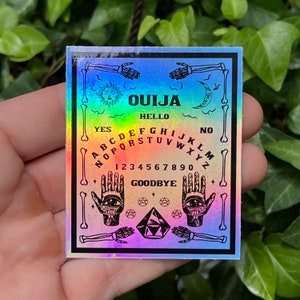 OUIJA
HELLO
YES NO
ABCDEFGHIJKLM
NOPQRSTUVWXYZ
1234567890
GOODBYE